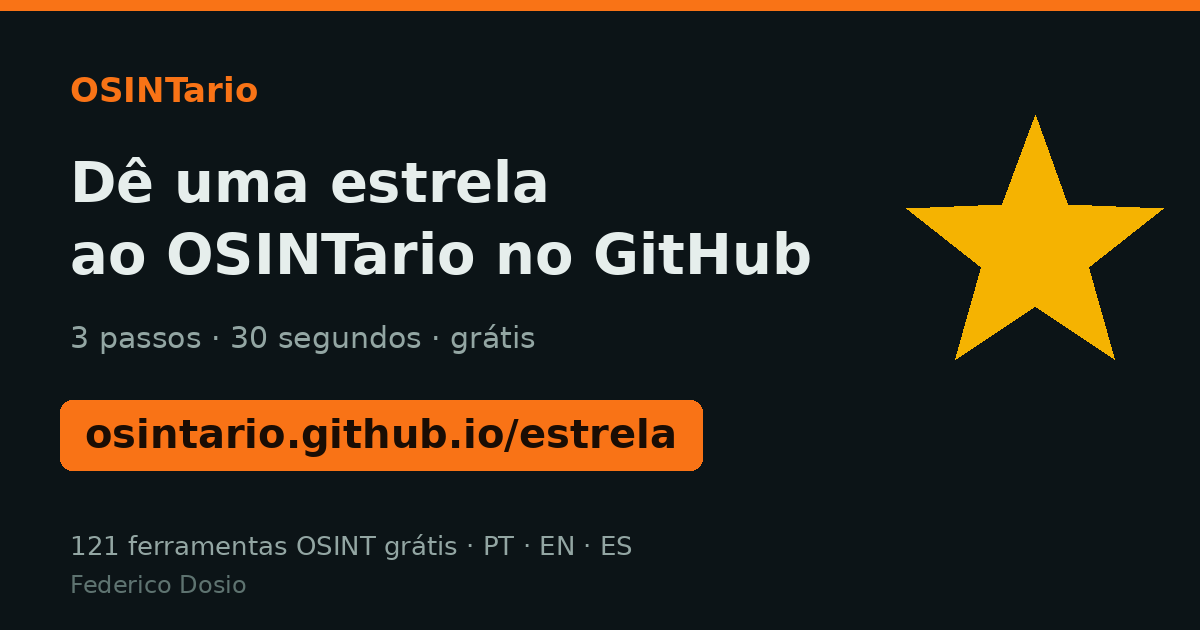 OSINTario
Dê uma estrela
ao OSINTario no GitHub
3 passos · 30 segundos · grátis
osintario.github.io/estrela
121 ferramentas OSINT grátis · PT · EN · ES
Federico Dosio